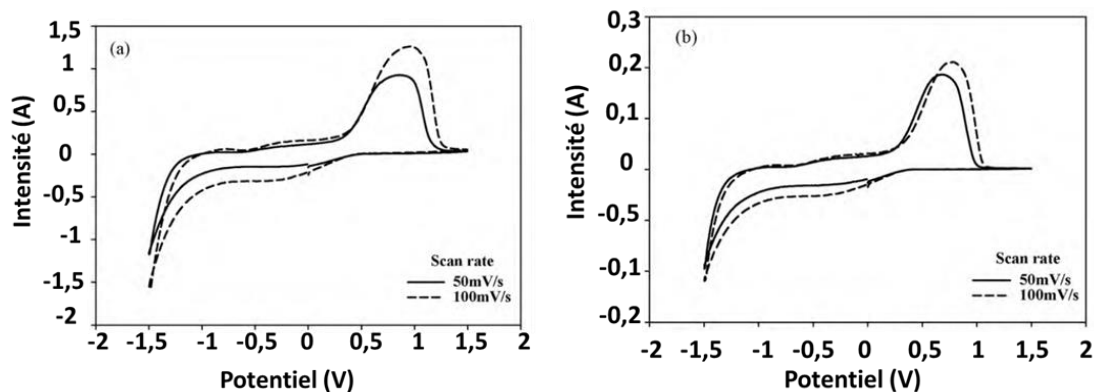 (a)
Intensité (A)
1,5
1
0,5
0
-0,5
-1
-1,5
-2
Scan rate
50mV/s
100mV/s
-2 -1,5 -1 -0,5 0 0,5 1 1,5 2
Potentiel (V)
(b)
Intensité (A)
0,3
0,2
0,1
0
-0,5
-0,1
-0,2
Scan rate
50mV/s
100mV/s
-2 -1,5 -1 -0,5 0 0,5 1 1,5 2
Potentiel (V)